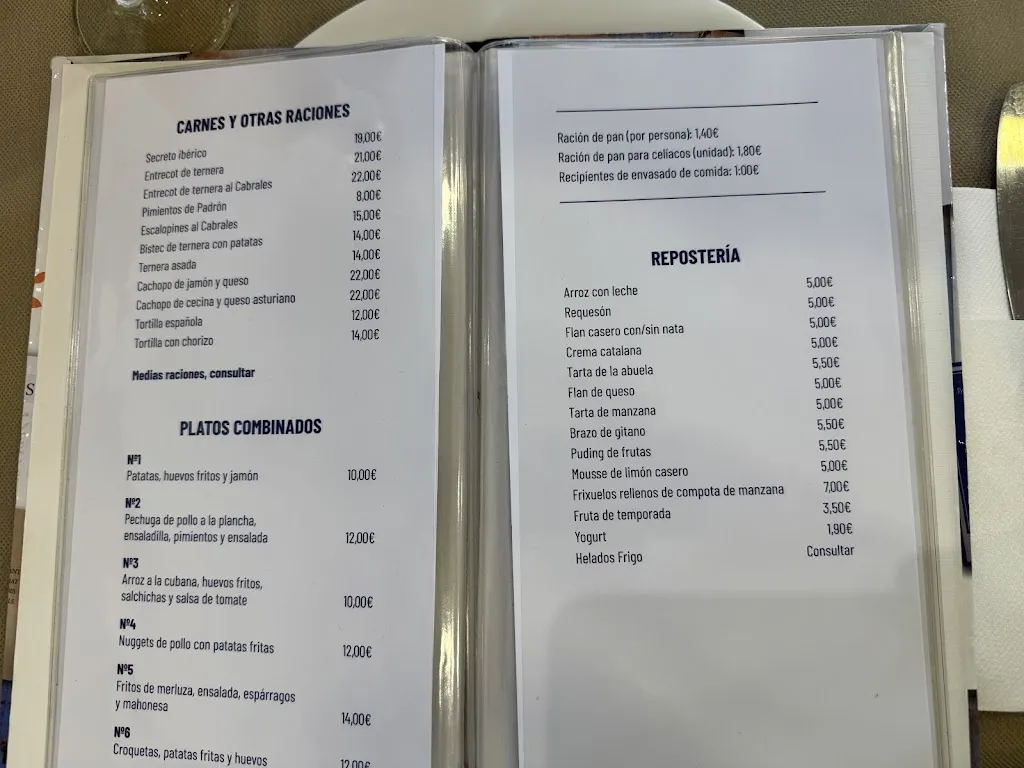 CARNES Y OTRAS RACIONES
Secreto ibérico 19,00€
Entrecot de ternera 21,00€
Entrecot de ternera al Cabrales 22,00€
Pimientos de Padrón 8,00€
Escalopines al Cabrales 15,00€
Bistec de ternera con patatas 14,00€
Ternera asada 14,00€
Cachopo de jamón y queso 22,00€
Cachopo de cecina y queso asturiano 22,00€
Tortilla española 12,00€
Tortilla con chorizo 14,00€
Medias raciones, consultar
PLATOS COMBINADOS
Nº1
Patatas, huevos fritos y jamón 10,00€
Nº2
Pechuga de pollo a la plancha,
ensaladilla, pimientos y ensalada 12,00€
Nº3
Arroz a la cubana, huevos fritos,
salchichas y salsa de tomate 10,00€
Nº4
Nuggets de pollo con patatas fritas 12,00€
Nº5
Fritos de merluza, ensalada, espárragos
y mahonesa 14,00€
Nº6
Croquetas, patatas fritas y huevos 12,00€
Ración de pan (por persona): 1,40€
Ración de pan para celiacos (unidad): 1,80€
Recipientes de envasado de comida: 1:00€
REPOSTERÍA
Arroz con leche 5,00€
Requesón 5,00€
Flan casero con/sin nata 5,00€
Crema catalana 5,00€
Tarta de la abuela 5,50€
Flan de queso 5,00€
Tarta de manzana 5,00€
Brazo de gitano 5,50€
Puding de frutas 5,50€
Mousse de limón casero 5,00€
Frixuelos rellenos de compota de manzana 7,00€
Fruta de temporada 3,50€
Yogurt 1,90€
Helados Frigo Consultar